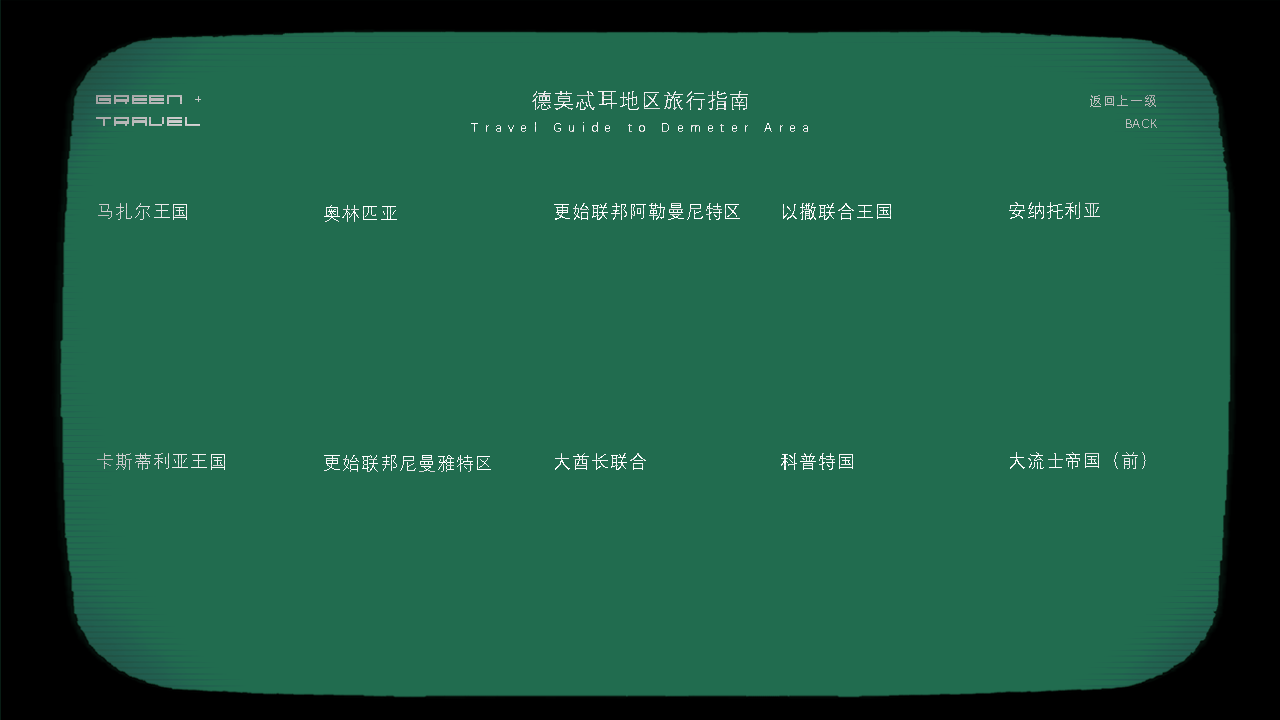 GREEN +
TRAVEL
德莫忒耳地区旅行指南
Travel Guide to Demeter Area
返回上一级
BACK
马扎尔王国
奥林匹亚
更始联邦阿勒曼尼特区
以撒联合王国
安纳托利亚
卡斯蒂利亚王国
更始联邦尼曼雅特区
大酋长联合
科普特国
大流士帝国（前）